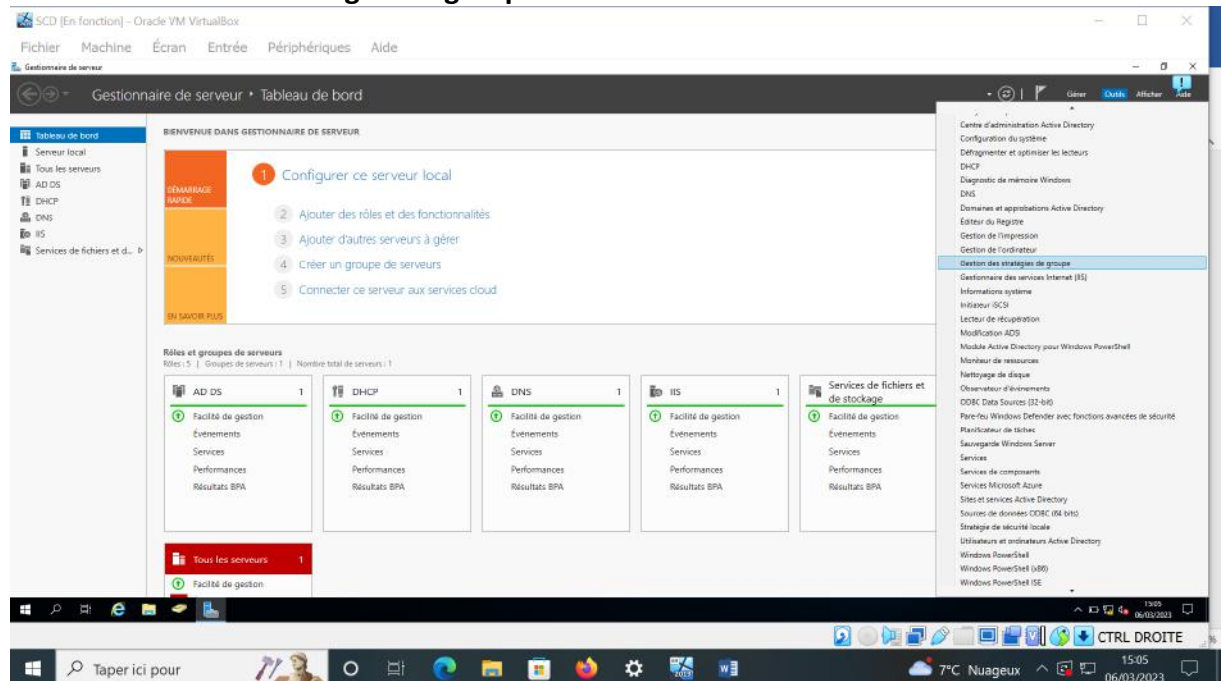 SCD [En fonction] - Oracle VM VirtualBox
Fichier Machine Écran Entrée Périphériques Aide
Gestionnaire de serveur
Gestionnaire de serveur ‣ Tableau de bord
Gérer Outils Afficher Aide
Tableau de bord
Serveur local
Tous les serveurs
AD DS
DHCP
DNS
IIS
Services de fichiers et d...
BIENVENUE DANS GESTIONNAIRE DE SERVEUR
DÉMARRAGE
RAPIDE
NOUVEAUTÉS
EN SAVOIR PLUS
1 Configurer ce serveur local
2 Ajouter des rôles et des fonctionnalités
3 Ajouter d'autres serveurs à gérer
4 Créer un groupe de serveurs
5 Connecter ce serveur aux services cloud
Rôles et groupes de serveurs
Rôles : 5 | Groupes de serveurs : 1 | Nombre total de serveurs : 1
AD DS 1
Facilité de gestion
Événements
Services
Performances
Résultats BPA
DHCP 1
Facilité de gestion
Événements
Services
Performances
Résultats BPA
DNS 1
Facilité de gestion
Événements
Services
Performances
Résultats BPA
IIS 1
Facilité de gestion
Événements
Services
Performances
Résultats BPA
Services de fichiers et
de stockage
Facilité de gestion
Événements
Services
Performances
Résultats BPA
Tous les serveurs 1
Facilité de gestion
Centre d'administration Active Directory
Configuration du système
Défragmenter et optimiser les lecteurs
DHCP
Diagnostic de mémoire Windows
DNS
Domaines et approbations Active Directory
Éditeur du Registre
Gestion de l'impression
Gestion de l'ordinateur
Gestion des stratégies de groupe
Gestionnaire des services Internet (IIS)
Informations système
Initiateur iSCSI
Lecteur de récupération
Modification ADSI
Module Active Directory pour Windows PowerShell
Moniteur de ressources
Nettoyage de disque
Observateur d'événements
ODBC Data Sources (32-bit)
Pare-feu Windows Defender avec fonctions avancées de sécurité
Planificateur de tâches
Sauvegarde Windows Server
Services
Services de composants
Services Microsoft Azure
Sites et services Active Directory
Sources de données ODBC (64 bits)
Stratégie de sécurité locale
Utilisateurs et ordinateurs Active Directory
Windows PowerShell
Windows PowerShell (x86)
Windows PowerShell ISE
15:05
06/03/2023
CTRL DROITE
Taper ici pour
7°C Nuageux
15:05
06/03/2023